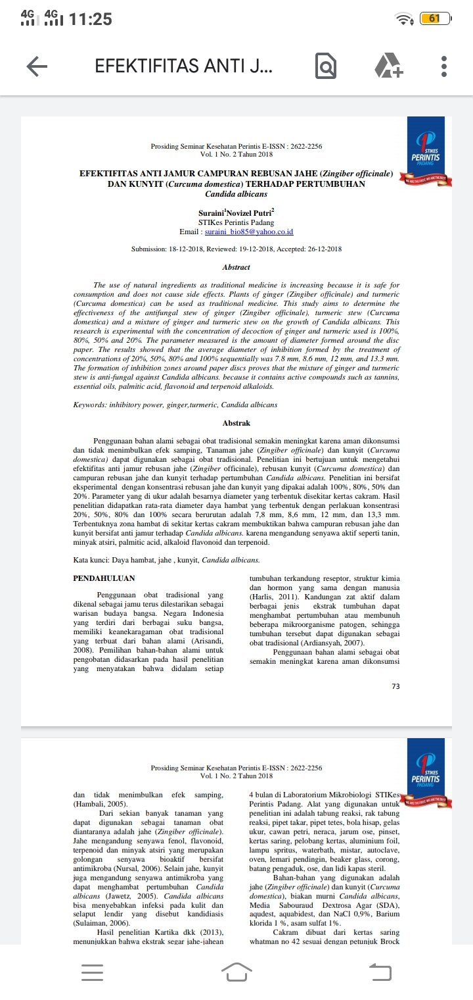 4G 4G 11:25 61
EFEKTIFITAS ANTI J...
Prosiding Seminar Kesehatan Perintis E-ISSN : 2622-2256
Vol. 1 No. 2 Tahun 2018
STIKES
PERINTIS
PADANG
WE ARE THE FIRST, WE ARE THE BEST
EFEKTIFITAS ANTI JAMUR CAMPURAN REBUSAN JAHE (Zingiber officinale)
DAN KUNYIT (Curcuma domestica) TERHADAP PERTUMBUHAN
Candida albicans
Suraini¹Novizel Putri²
STIKes Perintis Padang
Email : suraini_bio85@yahoo.co.id
Submission: 18-12-2018, Reviewed: 19-12-2018, Accepted: 26-12-2018
Abstract
The use of natural ingredients as traditional medicine is increasing because it is safe for
consumption and does not cause side effects. Plants of ginger (Zingiber officinale) and turmeric
(Curcuma domestica) can be used as traditional medicine. This study aims to determine the
effectiveness of the antifungal stew of ginger (Zingiber officinale), turmeric stew (Curcuma
domestica) and a mixture of ginger and turmeric stew on the growth of Candida albicans. This
research is experimental with the concentration of decoction of ginger and turmeric used is 100%,
80%, 50% and 20%. The parameter measured is the amount of diameter formed around the disc
paper. The results showed that the average diameter of inhibition formed by the treatment of
concentrations of 20%, 50%, 80% and 100% sequentially was 7.8 mm, 8.6 mm, 12 mm, and 13.3 mm.
The formation of inhibition zones around paper discs proves that the mixture of ginger and turmeric
stew is anti-fungal against Candida albicans. because it contains active compounds such as tannins,
essential oils, palmitic acid, flavonoid and terpenoid alkaloids.
Keywords: inhibitory power, ginger,turmeric, Candida albicans
Abstrak
Penggunaan bahan alami sebagai obat tradisional semakin meningkat karena aman dikonsumsi
dan tidak menimbulkan efek samping, Tanaman jahe (Zingiber officinale) dan kunyit (Curcuma
domestica) dapat digunakan sebagai obat tradisional. Penelitian ini bertujuan untuk mengetahui
efektifitas anti jamur rebusan jahe (Zingiber officinale), rebusan kunyit (Curcuma domestica) dan
campuran rebusan jahe dan kunyit terhadap pertumbuhan Candida albicans. Penelitian ini bersifat
eksperimental dengan konsentrasi rebusan jahe dan kunyit yang dipakai adalah 100%, 80%, 50% dan
20%. Parameter yang di ukur adalah besarnya diameter yang terbentuk disekitar kertas cakram. Hasil
penelitian didapatkan rata-rata diameter daya hambat yang terbentuk dengan perlakuan konsentrasi
20%, 50%, 80% dan 100% secara berurutan adalah 7,8 mm, 8,6 mm, 12 mm, dan 13,3 mm.
Terbentuknya zona hambat di sekitar kertas cakram membuktikan bahwa campuran rebusan jahe dan
kunyit bersifat anti jamur terhadap Candida albicans. karena mengandung senyawa aktif seperti tanin,
minyak atsiri, palmitic acid, alkaloid flavonoid dan terpenoid.
Kata kunci: Daya hambat, jahe , kunyit, Candida albicans.
PENDAHULUAN
Penggunaan obat tradisional yang
dikenal sebagai jamu terus dilestarikan sebagai
warisan budaya bangsa. Negara Indonesia
yang terdiri dari berbagai suku bangsa,
memiliki keanekaragaman obat tradisional
yang terbuat dari bahan alami (Arisandi,
2008). Pemilihan bahan-bahan alami untuk
pengobatan didasarkan pada hasil penelitian
yang menyatakan bahwa didalam setiap
tumbuhan terkandung reseptor, struktur kimia
dan hormon yang sama dengan manusia
(Harlis, 2011). Kandungan zat aktif dalam
berbagai jenis ekstrak tumbuhan dapat
menghambat pertumbuhan atau membunuh
beberapa mikroorganisme patogen, sehingga
tumbuhan tersebut dapat digunakan sebagai
obat tradisional (Ardiansyah, 2007).
Penggunaan bahan alami sebagai obat
semakin meningkat karena aman dikonsumsi
73
Prosiding Seminar Kesehatan Perintis E-ISSN : 2622-2256
Vol. 1 No. 2 Tahun 2018
STIKES
PERINTIS
PADANG
WE ARE THE FIRST, WE ARE THE BEST
dan tidak menimbulkan efek samping,
(Hambali, 2005).
Dari sekian banyak tanaman yang
dapat digunakan sebagai tanaman obat
diantaranya adalah jahe (Zingiber officinale).
Jahe mengandung senyawa fenol, flavonoid,
terpenoid dan minyak atsiri yang merupakan
golongan senyawa bioaktif bersifat
antimikroba (Nursal, 2006). Selain jahe, kunyit
juga mengandung senyawa antimikroba yang
dapat menghambat pertumbuhan Candida
albicans (Jawetz, 2005). Candida albicans
bisa menyebabkan infeksi pada kulit dan
selaput lendir yang disebut kandidiasis
(Sulaiman, 2006).
Hasil penelitian Kartika dkk (2013),
menunjukkan bahwa ekstrak segar jahe-jahean
4 bulan di Laboratorium Mikrobiologi STIKes
Perintis Padang. Alat yang digunakan untuk
penelitian ini adalah tabung reaksi, rak tabung
reaksi, pipet takar, pipet tetes, bola hisap, gelas
ukur, cawan petri, neraca, jarum ose, pinset,
kertas saring, pelobang kertas, aluminium foil,
lampu spritus, waterbath, mistar, autoclave,
oven, lemari pendingin, beaker glass, corong,
batang pengaduk, ose, dan lidi kapas steril.
Bahan-bahan yang digunakan adalah
jahe (Zingiber officinale) dan kunyit (Curcuma
domestica), biakan murni Candida albicans,
Media Sabouraud Dextrosa Agar (SDA),
aqudest, aquabidest, dan NaCl 0,9%, Barium
klorida 1 %, asam sulfat 1%.
Cakram dibuat dari kertas saring
whatman no 42 sesuai dengan petunjuk Brock